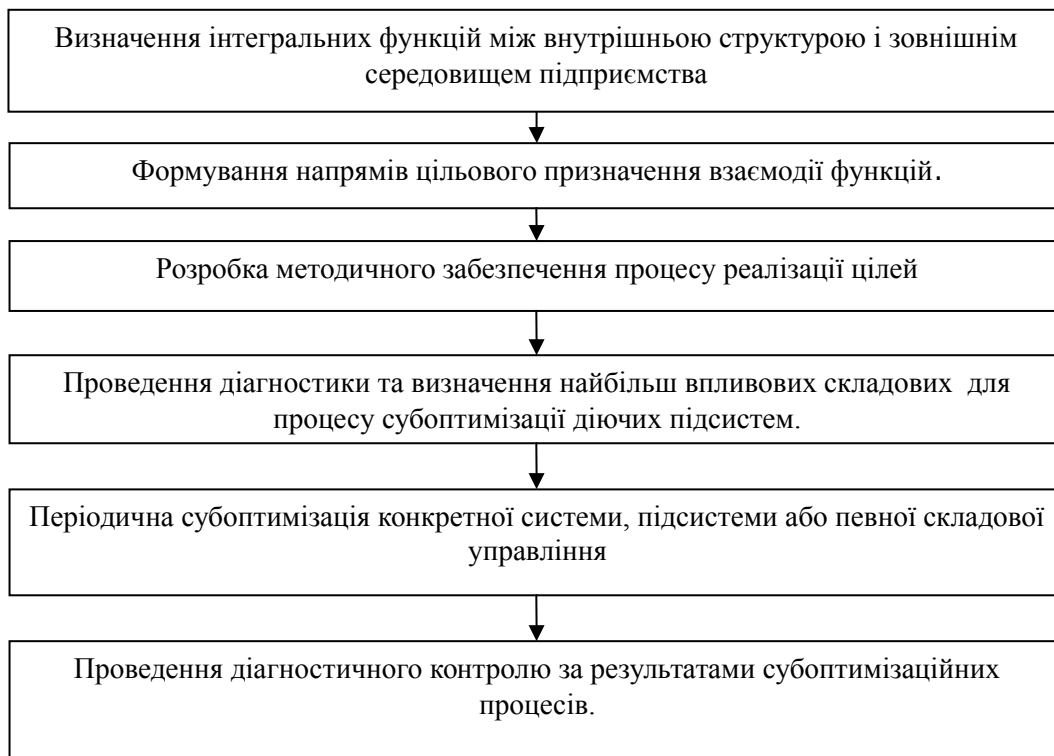 Визначення інтегральних функцій між внутрішньою структурою і зовнішнім
середовищем підприємства
Формування напрямів цільового призначення взаємодії функцій.
Розробка методичного забезпечення процесу реалізації цілей
Проведення діагностики та визначення найбільш впливових складових для
процесу субоптимізації діючих підсистем.
Періодична субоптимізація конкретної системи, підсистеми або певної складової
управління
Проведення діагностичного контролю за результатами субоптимізаційних
процесів.